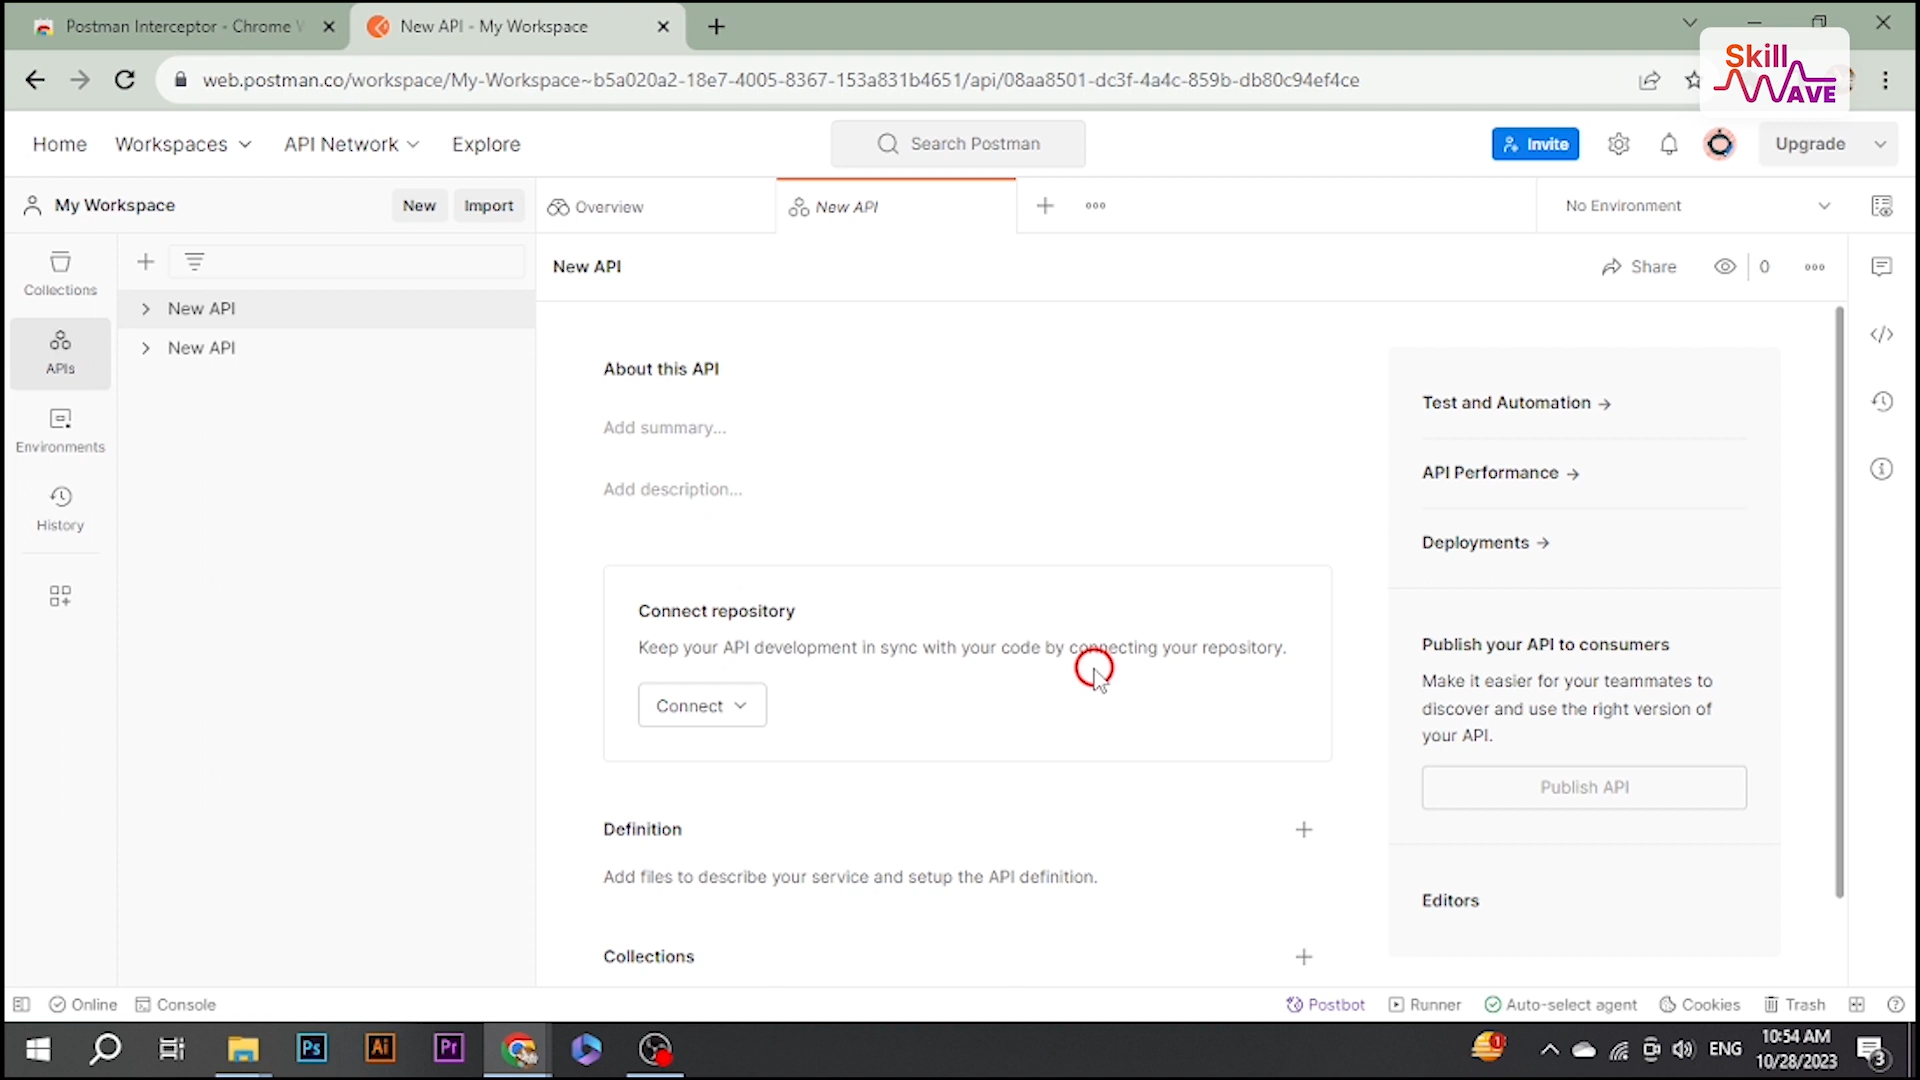 Postman Interceptor - Chrome
New API - My Workspace
Skill
WAVE
web.postman.co/workspace/My-Workspace~b5a020a2-18e7-4005-8367-153a831b4651/api/08aa8501-dc3f-4a4c-859b-db80c94ef4ce
Home
Workspaces
API Network
Explore
Search Postman
Invite
Upgrade
My Workspace
New
Import
Overview
New API
No Environment
Collections
APIs
Environments
History
New API
New API
New API
Share
0
About this API
Add summary...
Add description...
Connect repository
Keep your API development in sync with your code by connecting your repository.
Connect
Definition
Add files to describe your service and setup the API definition.
Collections
Test and Automation →
API Performance →
Deployments →
Publish your API to consumers
Make it easier for your teammates to
discover and use the right version of
your API.
Publish API
Editors
Online
Console
Postbot
Runner
Auto-select agent
Cookies
Trash
Ps
Ai
Pr
1
ENG
10:54 AM
10/28/2023
3